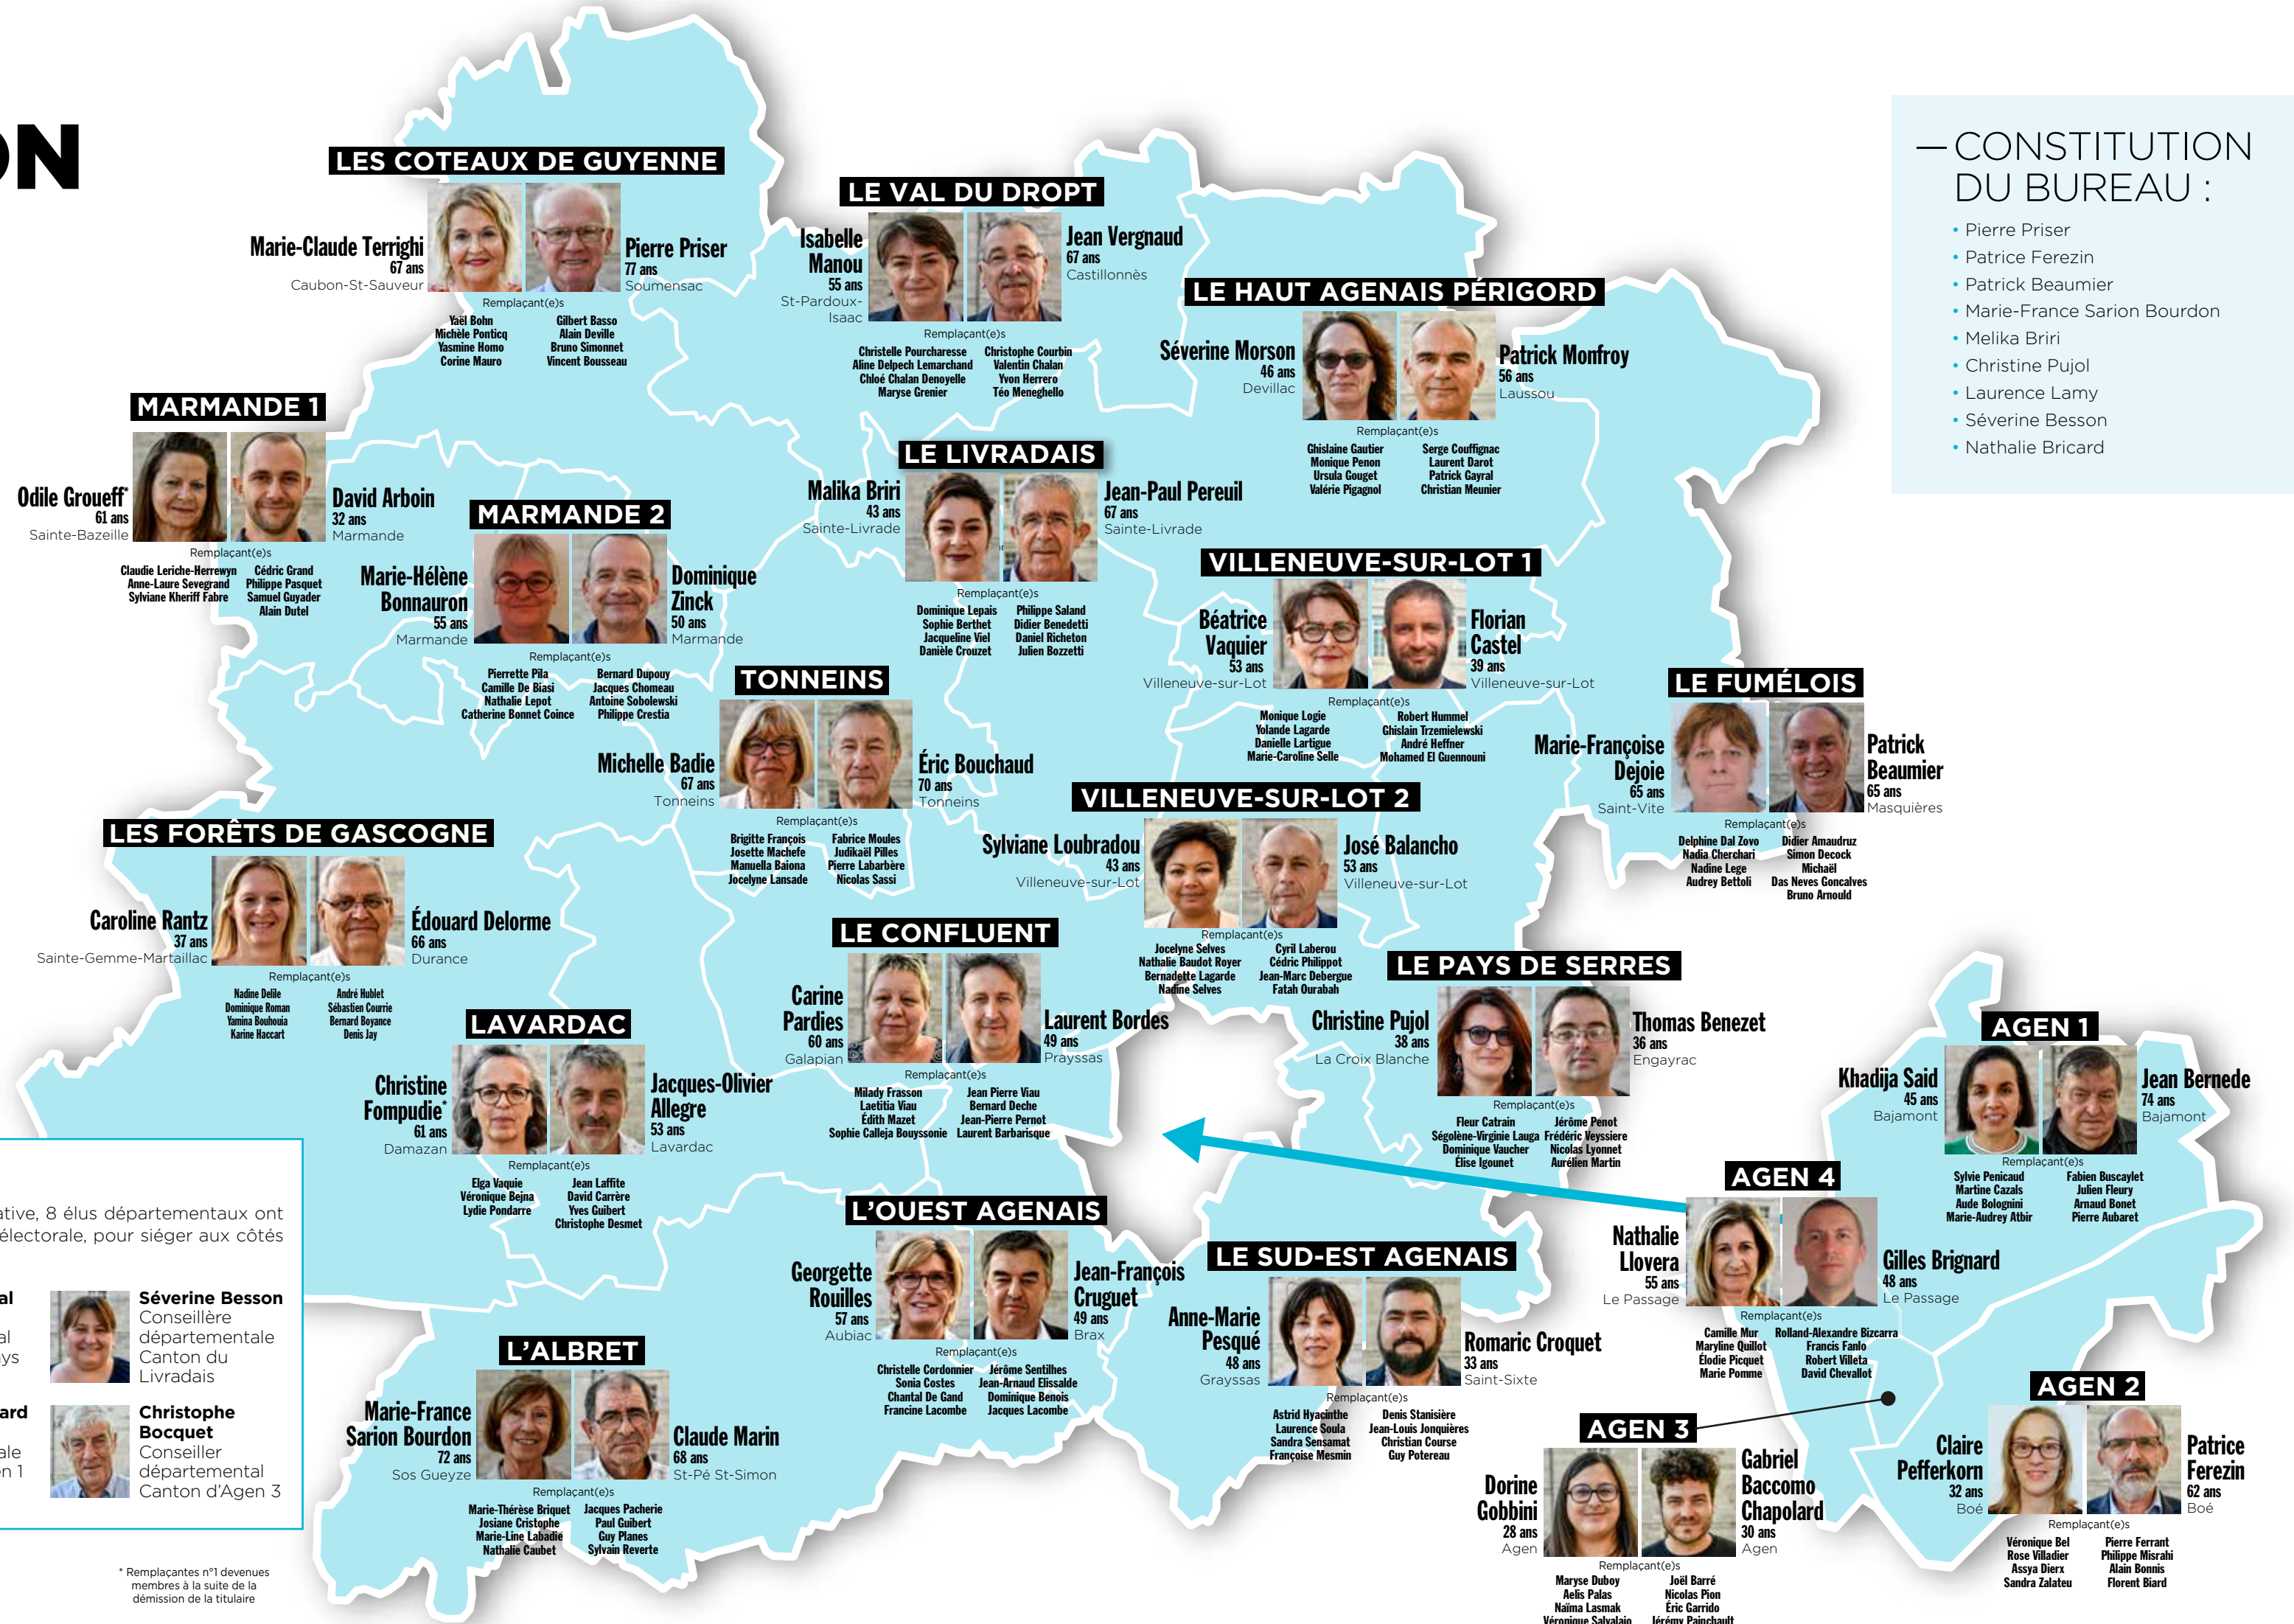 ON
LES COTEAUX DE GUYENNE
Marie-Claude Terrighi
67 ans
Caubon-St-Sauveur
Pierre Priser
77 ans
Soumensac
Remplaçant(e)s
Yaël Bohn
Michèle Ponticq
Yasmine Homo
Corine Mauro
Gilbert Basso
Alain Deville
Bruno Simonnet
Vincent Bousseau
LE VAL DU DROPT
Isabelle
Manou
55 ans
St-Pardoux-
Isaac
Jean Vergnaud
67 ans
Castillonnès
Remplaçant(e)s
Christelle Pourcharesse
Aline Delpech Lemarchand
Chloé Chalan Denoyelle
Maryse Grenier
Christophe Courbin
Valentin Chalan
Yvon Herrero
Téo Meneghello
LE HAUT AGENAIS PÉRIGORD
Séverine Morson
46 ans
Devillac
Patrick Monfroy
56 ans
Laussou
Remplaçant(e)s
Ghislaine Gautier
Monique Penon
Ursula Gouget
Valérie Pigagnol
Serge Couffignac
Laurent Darot
Patrick Gayral
Christian Meunier
— CONSTITUTION
DU BUREAU :
• Pierre Priser
• Patrice Ferezin
• Patrick Beaumier
• Marie-France Sarion Bourdon
• Melika Briri
• Christine Pujol
• Laurence Lamy
• Séverine Besson
• Nathalie Bricard
MARMANDE 1
Odile Groueff*
61 ans
Sainte-Bazeille
David Arboin
32 ans
Marmande
Remplaçant(e)s
Claudie Leriche-Herrewyn
Anne-Laure Sevegrand
Sylviane Kheriff Fabre
Cédric Grand
Philippe Pasquet
Samuel Guyader
Alain Dutel
MARMANDE 2
Marie-Hélène
Bonnauron
55 ans
Marmande
Dominique
Zinck
50 ans
Marmande
Remplaçant(e)s
Pierrette Pila
Camille De Biasi
Nathalie Lepot
Catherine Bonnet Coince
Bernard Dupouy
Jacques Chomeau
Antoine Sobolewski
Philippe Crestia
LE LIVRADAIS
Malika Briri
43 ans
Sainte-Livrade
Jean-Paul Pereuil
67 ans
Sainte-Livrade
Remplaçant(e)s
Dominique Lepais
Sophie Berthet
Jacqueline Viel
Danièle Crouzet
Philippe Saland
Didier Benedetti
Daniel Richeton
Julien Bozzetti
VILLENEUVE-SUR-LOT 1
Béatrice
Vaquier
53 ans
Villeneuve-sur-Lot
Florian
Castel
39 ans
Villeneuve-sur-Lot
Remplaçant(e)s
Monique Logie
Yolande Lagarde
Danielle Lartigue
Marie-Caroline Selle
Robert Hummel
Ghislain Trzemielewski
André Heffner
Mohamed El Guennouni
TONNEINS
Michelle Badie
67 ans
Tonneins
Éric Bouchaud
70 ans
Tonneins
Remplaçant(e)s
Brigitte François
Josette Machefe
Manuella Baiona
Jocelyne Lansade
Fabrice Moules
Judikaël Pilles
Pierre Labarbère
Nicolas Sassi
LE FUMÉLOIS
Marie-Françoise
Dejoie
65 ans
Saint-Vite
Patrick
Beaumier
65 ans
Masquières
Remplaçant(e)s
Delphine Dal Zovo
Nadia Cherchari
Nadine Lege
Audrey Bettoli
Didier Amaudruz
Simon Decock
Michaël
Das Neves Goncalves
Bruno Arnould
VILLENEUVE-SUR-LOT 2
Sylviane Loubradou
43 ans
Villeneuve-sur-Lot
José Balancho
53 ans
Villeneuve-sur-Lot
Remplaçant(e)s
Jocelyne Selves
Nathalie Baudot Royer
Bernadette Lagarde
Nadine Selves
Cyril Laberou
Cédric Philippot
Jean-Marc Debergue
Fatah Ourabah
LES FORÊTS DE GASCOGNE
Caroline Rantz
37 ans
Sainte-Gemme-Martaillac
Édouard Delorme
66 ans
Durance
Remplaçant(e)s
Nadine Delile
Dominique Roman
Yamina Bouhouia
Karine Haccart
André Hublet
Sébastien Courrie
Bernard Boyance
Denis Jay
LE CONFLUENT
Carine
Pardies
60 ans
Galapian
Laurent Bordes
49 ans
Prayssas
Remplaçant(e)s
Milady Frasson
Laetitia Viau
Édith Mazet
Sophie Calleja Bouyssonie
Jean Pierre Viau
Bernard Deche
Jean-Pierre Pernot
Laurent Barbarisque
LE PAYS DE SERRES
Christine Pujol
38 ans
La Croix Blanche
Thomas Benezet
36 ans
Engayrac
Remplaçant(e)s
Fleur Catrain
Ségolène-Virginie Lauga
Dominique Vaucher
Élise Igounet
Jérôme Penot
Frédéric Veyssiere
Nicolas Lyonnet
Aurélien Martin
LAVARDAC
Christine
Fompudie*
61 ans
Damazan
Jacques-Olivier
Allegre
53 ans
Lavardac
Remplaçant(e)s
Elga Vaquie
Véronique Bejna
Lydie Pondarre
Jean Laffite
David Carrère
Yves Guibert
Christophe Desmet
AGEN 1
Khadija Said
45 ans
Bajamont
Jean Bernede
74 ans
Bajamont
Remplaçant(e)s
Sylvie Penicaud
Martine Cazals
Aude Bolognini
Marie-Audrey Atbir
Fabien Buscaylet
Julien Fleury
Arnaud Bonet
Pierre Aubaret
AGEN 4
Nathalie
Llovera
55 ans
Le Passage
Gilles Brignard
48 ans
Le Passage
Remplaçant(e)s
Camille Mur
Maryline Quillot
Élodie Picquet
Marie Pomme
Rolland-Alexandre Bizcarra
Francis Fanlo
Robert Villeta
David Chevallot
L'OUEST AGENAIS
Georgette
Rouilles
57 ans
Aubiac
Jean-François
Cruguet
49 ans
Brax
Remplaçant(e)s
Christelle Cordonnier
Sonia Costes
Chantal De Gand
Francine Lacombe
Jérôme Sentilhes
Jean-Arnaud Elissalde
Dominique Benois
Jacques Lacombe
LE SUD-EST AGENAIS
Anne-Marie
Pesqué
48 ans
Grayssas
Romaric Croquet
33 ans
Saint-Sixte
Remplaçant(e)s
Astrid Hyacinthe
Laurence Soula
Sandra Sensamat
Françoise Mesmin
Denis Stanisière
Jean-Louis Jonquières
Christian Course
Guy Potereau
L'ALBRET
Marie-France
Sarion Bourdon
72 ans
Sos Gueyze
Claude Marin
68 ans
St-Pé St-Simon
Remplaçant(e)s
Marie-Thérèse Briquet
Josiane Cristophe
Marie-Line Labadie
Nathalie Caubet
Jacques Pacherie
Paul Guibert
Guy Planes
Sylvain Reverte
AGEN 3
Dorine
Gobbini
28 ans
Agen
Gabriel
Baccomo
Chapolard
30 ans
Agen
Remplaçant(e)s
Maryse Duboy
Aelis Palas
Naïma Lasmak
Véronique Salvalaio
Joël Barré
Nicolas Pion
Éric Garrido
Jérémy Painchault
AGEN 2
Claire
Pefferkorn
32 ans
Boé
Patrice
Ferezin
62 ans
Boé
Remplaçant(e)s
Véronique Bel
Rose Villadier
Assya Dierx
Sandra Zalateu
Pierre Ferrant
Philippe Misrahi
Alain Bonnis
Florent Biard
ative, 8 élus départementaux ont
électorale, pour siéger aux côtés
al
al
ays
Séverine Besson
Conseillère
départementale
Canton du
Livradais
ard
ale
en 1
Christophe
Bocquet
Conseiller
départemental
Canton d'Agen 3
* Remplaçantes n°1 devenues
membres à la suite de la
démission de la titulaire